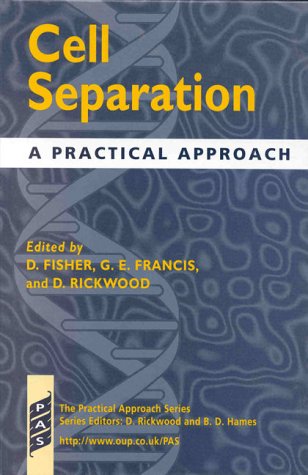 Cell
Separation
A PRACTICAL APPROACH
Edited by
D. FISHER, G. E. FRANCIS,
and D. RICKWOOD
PAS
The Practical Approach Series
Series Editors: D. Rickwood and B. D. Hames
http://www.oup.co.uk/PAS